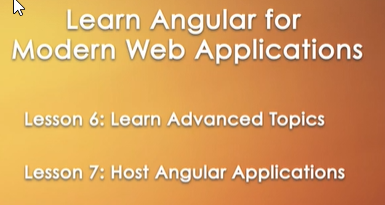 Learn Angular for
Modern Web Applications
Lesson 6: Learn Advanced Topics
Lesson 7: Host Angular Applications